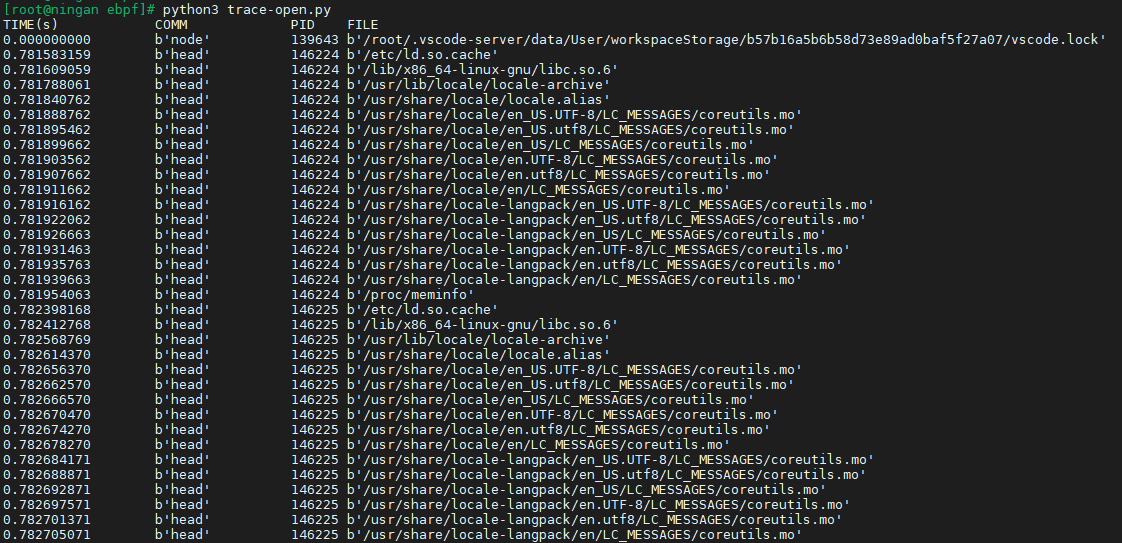 [root@ningan ebpf]# python3 trace-open.py
TIME(s) COMM PID FILE
0.000000000 b'node' 139643 b'/root/.vscode-server/data/User/workspaceStorage/b57b16a5b6b58d73e89ad0baf5f27a07/vscode.lock'
0.781583159 b'head' 146224 b'/etc/ld.so.cache'
0.781609059 b'head' 146224 b'/lib/x86_64-linux-gnu/libc.so.6'
0.781788061 b'head' 146224 b'/usr/lib/locale/locale-archive'
0.781840762 b'head' 146224 b'/usr/share/locale/locale.alias'
0.781888762 b'head' 146224 b'/usr/share/locale/en_US.UTF-8/LC_MESSAGES/coreutils.mo'
0.781895462 b'head' 146224 b'/usr/share/locale/en_US.utf8/LC_MESSAGES/coreutils.mo'
0.781899662 b'head' 146224 b'/usr/share/locale/en_US/LC_MESSAGES/coreutils.mo'
0.781903562 b'head' 146224 b'/usr/share/locale/en.UTF-8/LC_MESSAGES/coreutils.mo'
0.781907662 b'head' 146224 b'/usr/share/locale/en.utf8/LC_MESSAGES/coreutils.mo'
0.781911662 b'head' 146224 b'/usr/share/locale/en/LC_MESSAGES/coreutils.mo'
0.781916162 b'head' 146224 b'/usr/share/locale-langpack/en_US.UTF-8/LC_MESSAGES/coreutils.mo'
0.781922062 b'head' 146224 b'/usr/share/locale-langpack/en_US.utf8/LC_MESSAGES/coreutils.mo'
0.781926663 b'head' 146224 b'/usr/share/locale-langpack/en_US/LC_MESSAGES/coreutils.mo'
0.781931463 b'head' 146224 b'/usr/share/locale-langpack/en.UTF-8/LC_MESSAGES/coreutils.mo'
0.781935763 b'head' 146224 b'/usr/share/locale-langpack/en.utf8/LC_MESSAGES/coreutils.mo'
0.781939663 b'head' 146224 b'/usr/share/locale-langpack/en/LC_MESSAGES/coreutils.mo'
0.781954063 b'head' 146224 b'/proc/meminfo'
0.782398168 b'head' 146225 b'/etc/ld.so.cache'
0.782412768 b'head' 146225 b'/lib/x86_64-linux-gnu/libc.so.6'
0.782568769 b'head' 146225 b'/usr/lib/locale/locale-archive'
0.782614370 b'head' 146225 b'/usr/share/locale/locale.alias'
0.782656370 b'head' 146225 b'/usr/share/locale/en_US.UTF-8/LC_MESSAGES/coreutils.mo'
0.782662570 b'head' 146225 b'/usr/share/locale/en_US.utf8/LC_MESSAGES/coreutils.mo'
0.782666570 b'head' 146225 b'/usr/share/locale/en_US/LC_MESSAGES/coreutils.mo'
0.782670470 b'head' 146225 b'/usr/share/locale/en.UTF-8/LC_MESSAGES/coreutils.mo'
0.782674270 b'head' 146225 b'/usr/share/locale/en.utf8/LC_MESSAGES/coreutils.mo'
0.782678270 b'head' 146225 b'/usr/share/locale/en/LC_MESSAGES/coreutils.mo'
0.782684171 b'head' 146225 b'/usr/share/locale-langpack/en_US.UTF-8/LC_MESSAGES/coreutils.mo'
0.782688871 b'head' 146225 b'/usr/share/locale-langpack/en_US.utf8/LC_MESSAGES/coreutils.mo'
0.782692871 b'head' 146225 b'/usr/share/locale-langpack/en_US/LC_MESSAGES/coreutils.mo'
0.782697571 b'head' 146225 b'/usr/share/locale-langpack/en.UTF-8/LC_MESSAGES/coreutils.mo'
0.782701371 b'head' 146225 b'/usr/share/locale-langpack/en.utf8/LC_MESSAGES/coreutils.mo'
0.782705071 b'head' 146225 b'/usr/share/locale-langpack/en/LC_MESSAGES/coreutils.mo'